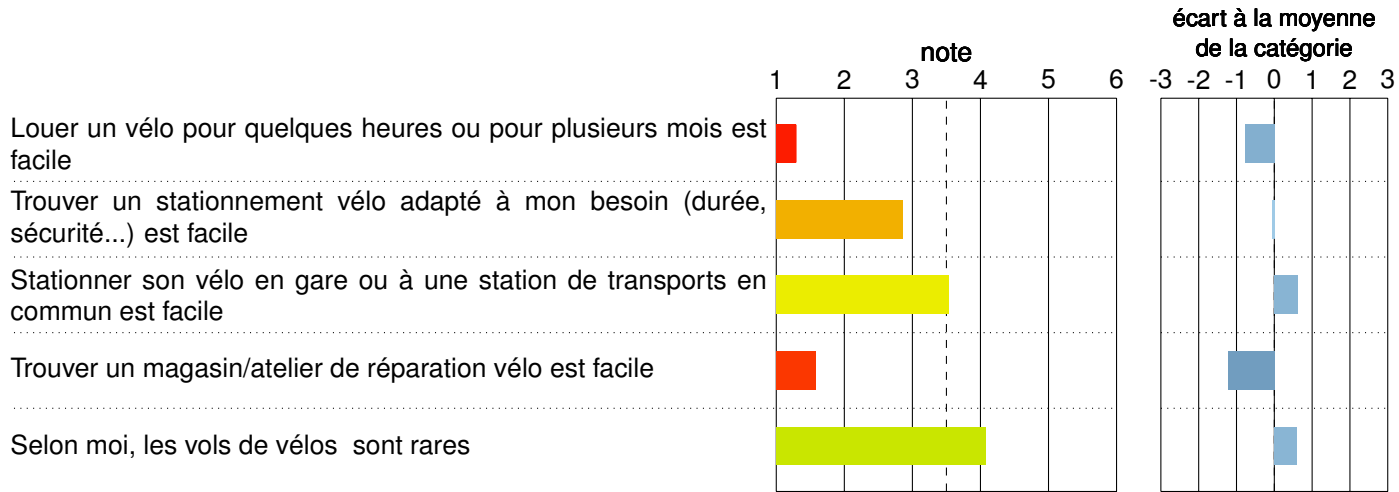 écart à la moyenne
note de la catégorie
1 2 3 4 5 6 -3 -2 -1 0 1 2 3
Louer un vélo pour quelques heures ou pour plusieurs mois est
facile
Trouver un stationnement vélo adapté à mon besoin (durée,
sécurité...) est facile
Stationner son vélo en gare ou à une station de transports en
commun est facile
Trouver un magasin/atelier de réparation vélo est facile
Selon moi, les vols de vélos sont rares